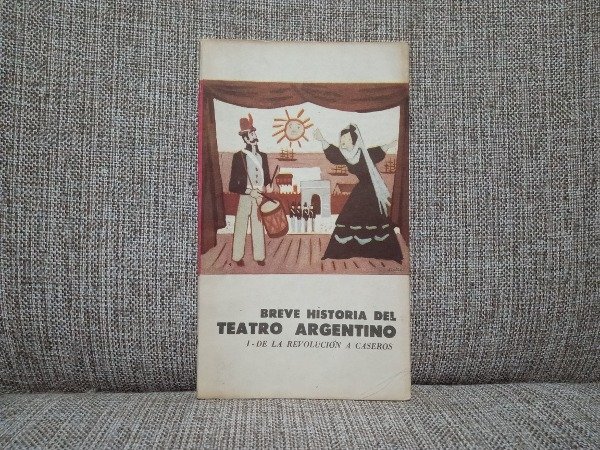 BREVE HISTORIA DEL
TEATRO ARGENTINO
I - DE LA REVOLUCIÓN A CASEROS